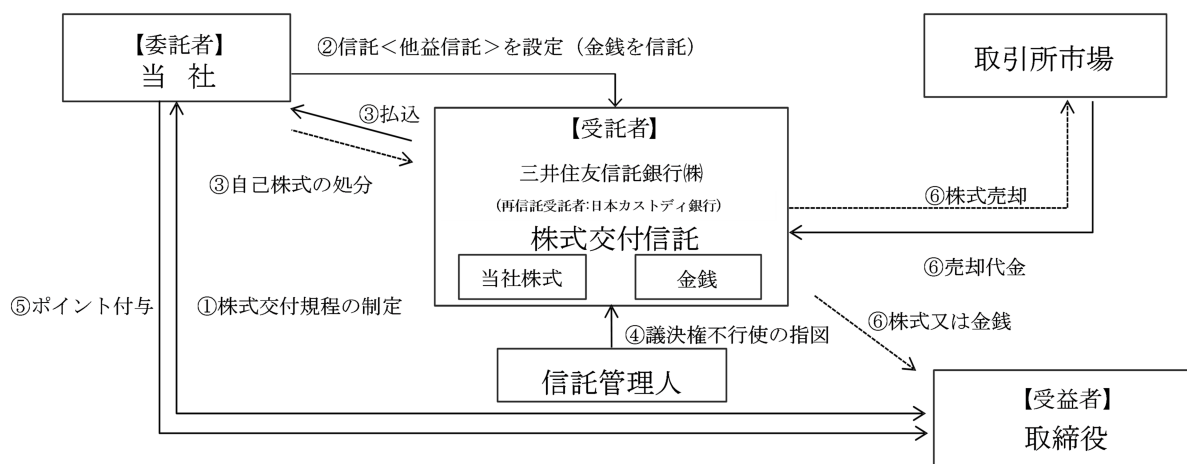 【委託者】
当 社
②信託<他益信託>を設定（金銭を信託）
取引所市場
③払込
③自己株式の処分
【受託者】
三井住友信託銀行㈱
(再信託受託者:日本カストディ銀行)
株式交付信託
当社株式
金銭
⑥株式売却
⑥売却代金
⑤ポイント付与
①株式交付規程の制定
④議決権不行使の指図
⑥株式又は金銭
信託管理人
【受益者】
取締役